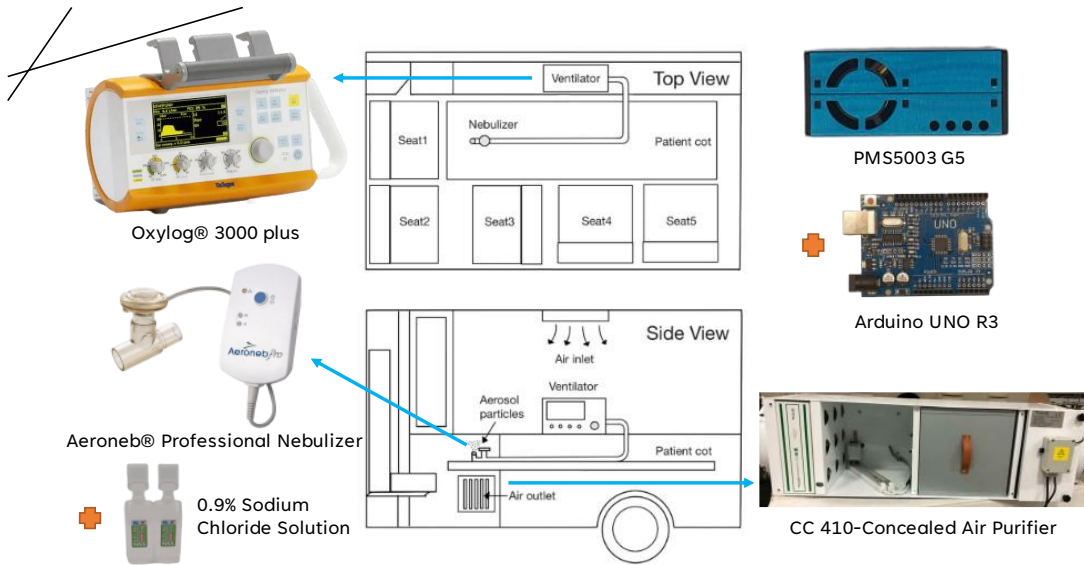 Oxylog® 3000 plus
Aeroneb Pro
Aeroneb® Professional Nebulizer
0.9% Sodium
Chloride Solution
Top View
Ventilator
Nebulizer
Patient cot
Seat1
Seat2
Seat3
Seat4
Seat5
Side View
Air inlet
Ventilator
Aerosol
particles
Patient cot
Air outlet
PMS5003 G5
UNO
Arduino UNO R3
CC 410-Concealed Air Purifier